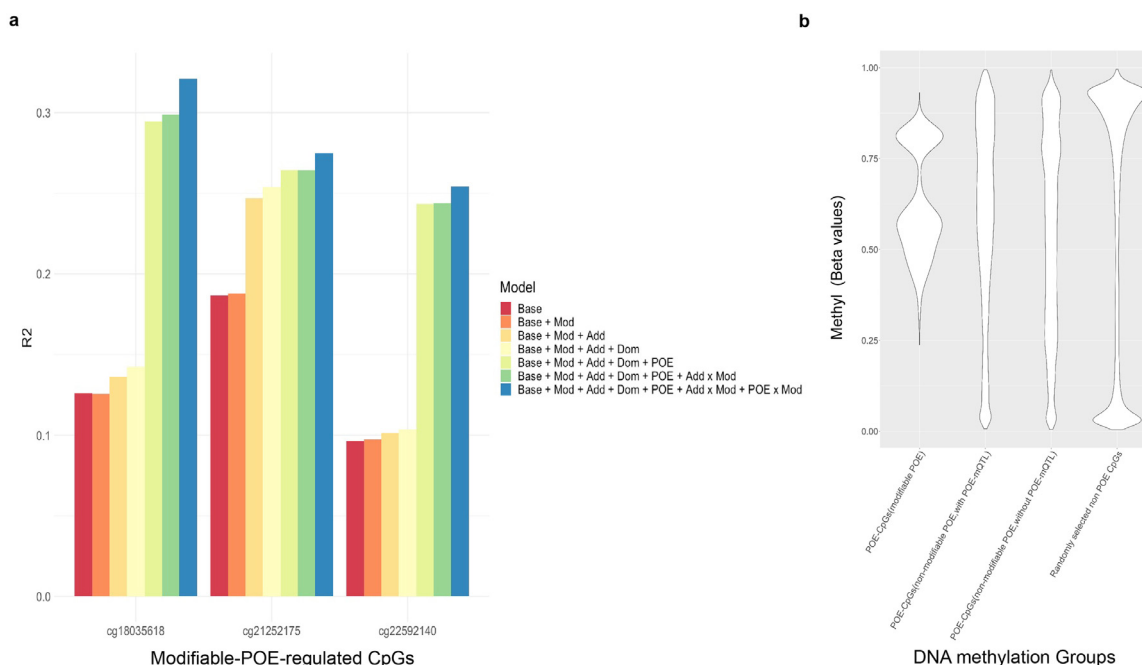 a
0.3
0.2
0.1
0.0
R2
cg18035618
cg21252175
cg22592140
Modifiable-POE-regulated CpGs
Model
Base
Base + Mod
Base + Mod + Add
Base + Mod + Add + Dom
Base + Mod + Add + Dom + POE
Base + Mod + Add + Dom + POE + Add x Mod
Base + Mod + Add + Dom + POE + Add x Mod + POE x Mod
b
1.00
0.75
0.50
0.25
0.00
Methyl (Beta values)
POE-CpGs(modifiable POE)
POE-CpGs(non-modifiable POE,with POE-mQTL)
POE-CpGs(non-modifiable POE,without POE-mQTL)
Randomly selected non POE CpGs
DNA methylation Groups